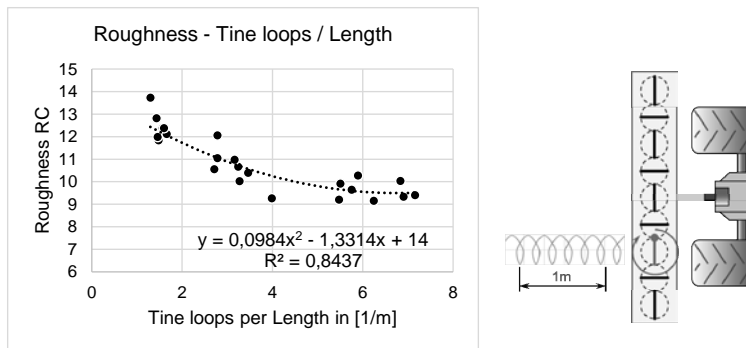 Roughness - Tine loops / Length
15
14
13
12
11
10
9
8
7
6
Roughness RC
y = 0,0984x² - 1,3314x + 14
R² = 0,8437
0 2 4 6 8
Tine loops per Length in [1/m]
1m